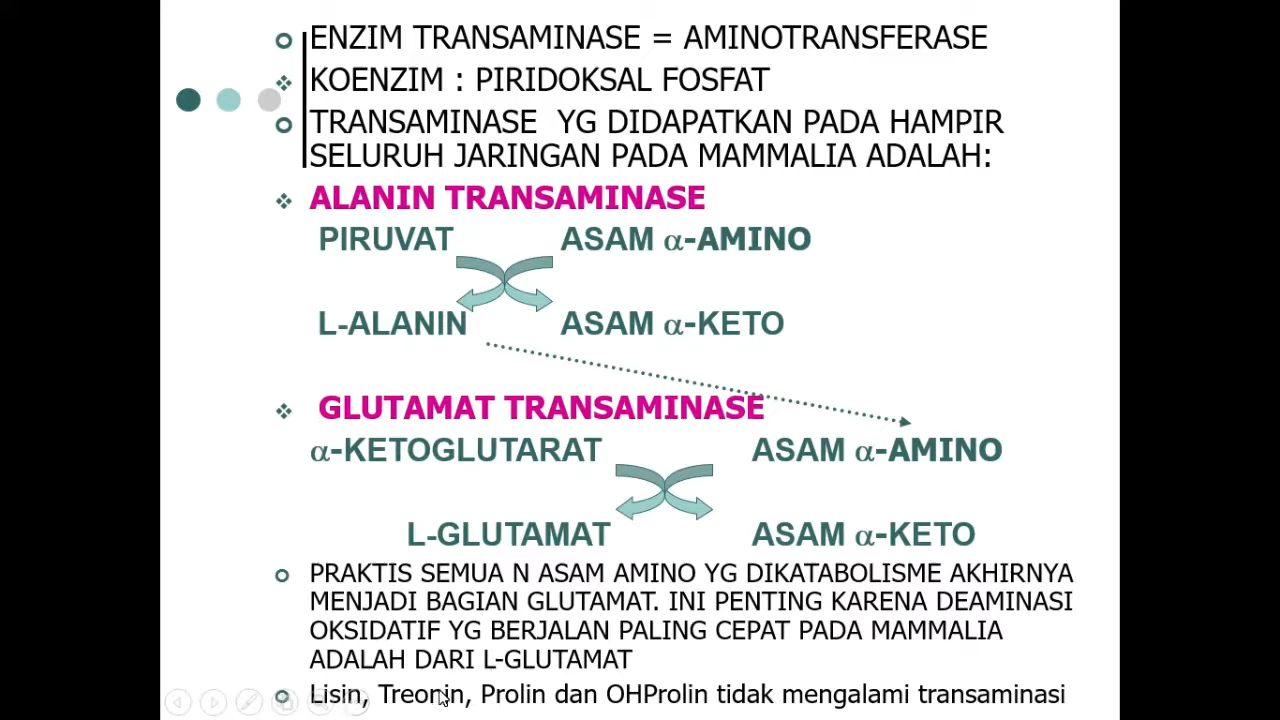 ENZIM TRANSAMINASE = AMINOTRANSFERASE
KOENZIM : PIRIDOKSAL FOSFAT
TRANSAMINASE YG DIDAPATKAN PADA HAMPIR
SELURUH JARINGAN PADA MAMMALIA ADALAH:
ALANIN TRANSAMINASE
PIRUVAT ASAM α-AMINO
L-ALANIN ASAM α-KETO
GLUTAMAT TRANSAMINASE
α-KETOGLUTARAT ASAM α-AMINO
L-GLUTAMAT ASAM α-KETO
PRAKTIS SEMUA N ASAM AMINO YG DIKATABOLISME AKHIRNYA
MENJADI BAGIAN GLUTAMAT. INI PENTING KARENA DEAMINASI
OKSIDATIF YG BERJALAN PALING CEPAT PADA MAMMALIA
ADALAH DARI L-GLUTAMAT
Lisin, Treonin, Prolin dan OHProlin tidak mengalami transaminasi